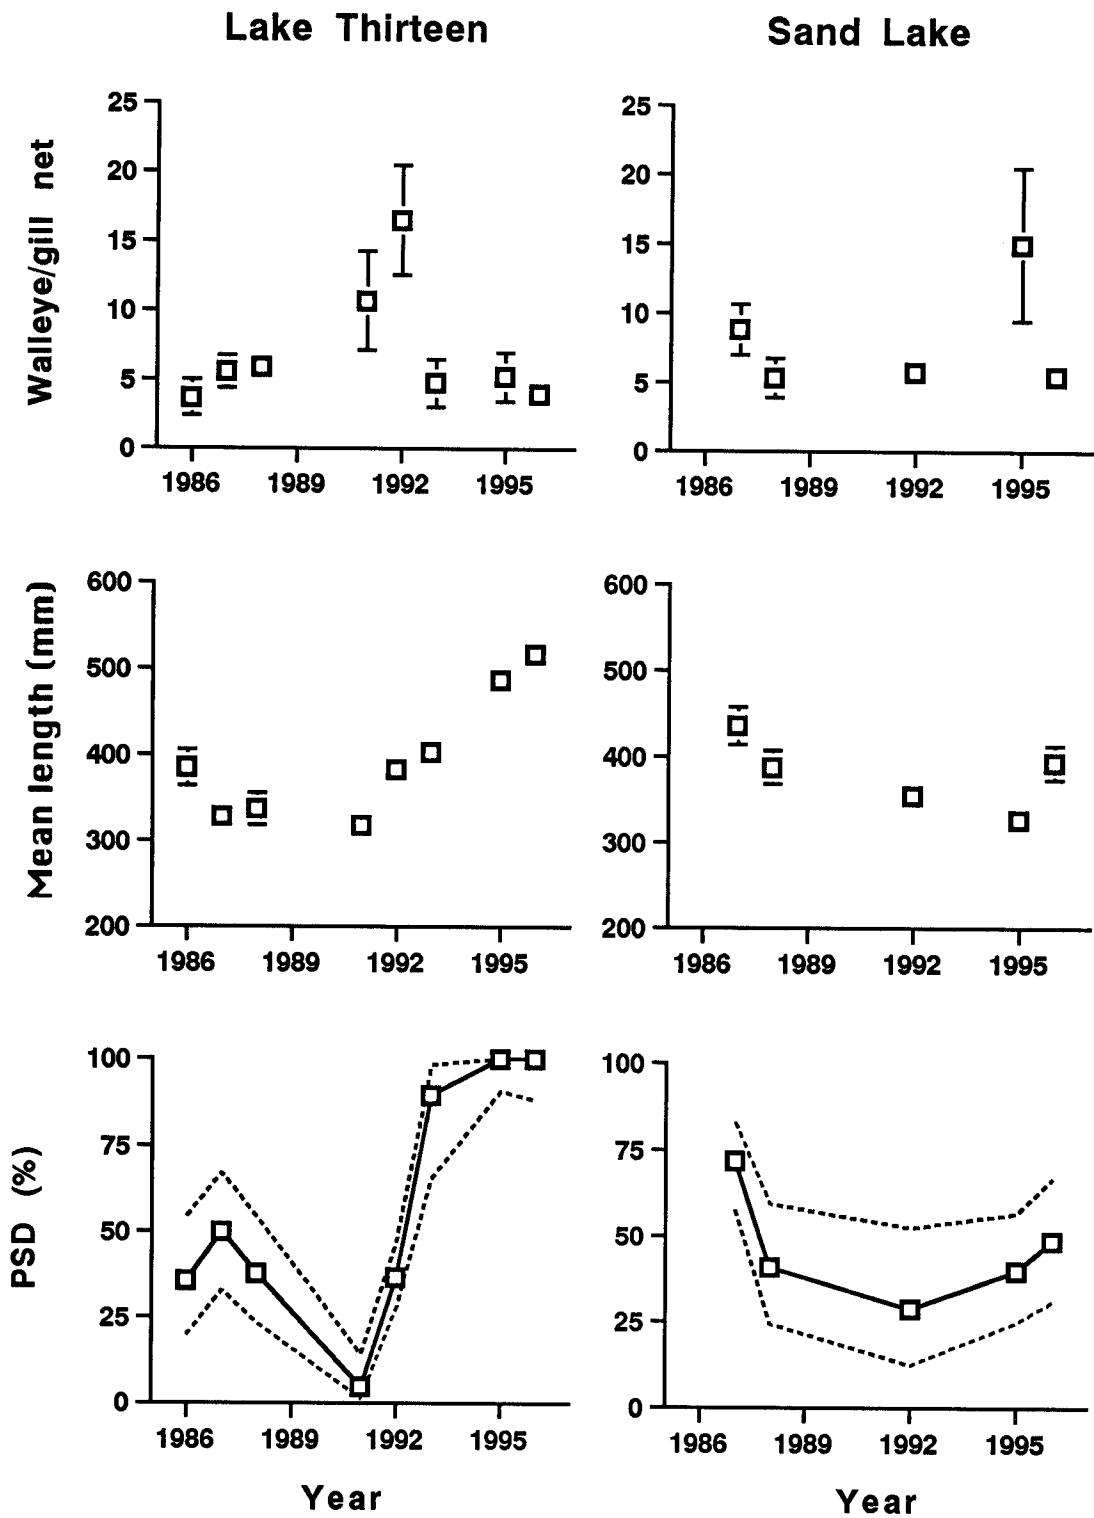 Lake Thirteen
Sand Lake
Walleye/gill net
25
20
15
10
5
0
1986 1989 1992 1995
25
20
15
10
5
0
1986 1989 1992 1995
Mean length (mm)
600
500
400
300
200
1986 1989 1992 1995
600
500
400
300
200
1986 1989 1992 1995
PSD (%)
100
75
50
25
0
1986 1989 1992 1995
Year
100
75
50
25
0
1986 1989 1992 1995
Year